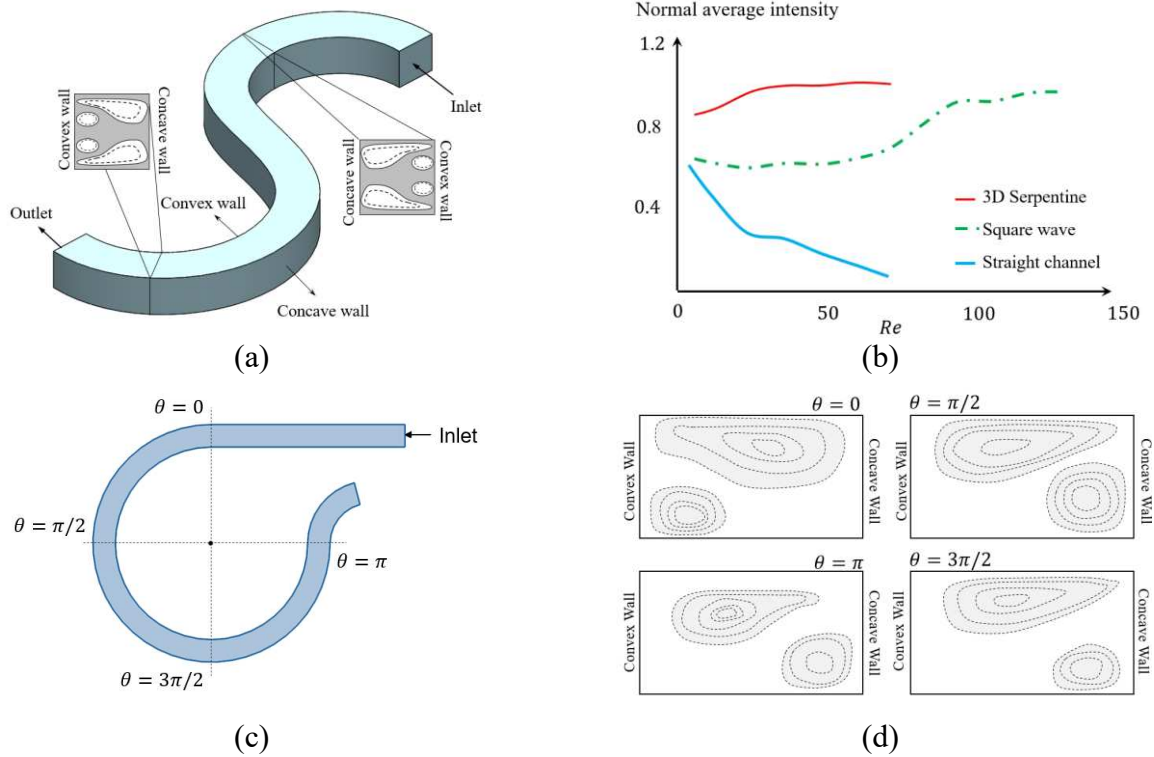 Convex wall
Concave wall
Inlet
Concave wall
Convex wall
Convex wall
Outlet
Concave wall
(a)
Normal average intensity
1.2
0.8
0.4
3D Serpentine
Square wave
Straight channel
0
50
100
150
Re
(b)
θ = 0
Inlet
θ = π/2
θ = π
θ = 3π/2
(c)
θ = 0
Convex Wall
Concave Wall
θ = π/2
Convex Wall
Concave Wall
θ = π
Convex Wall
Concave Wall
θ = 3π/2
Convex Wall
Concave Wall
(d)